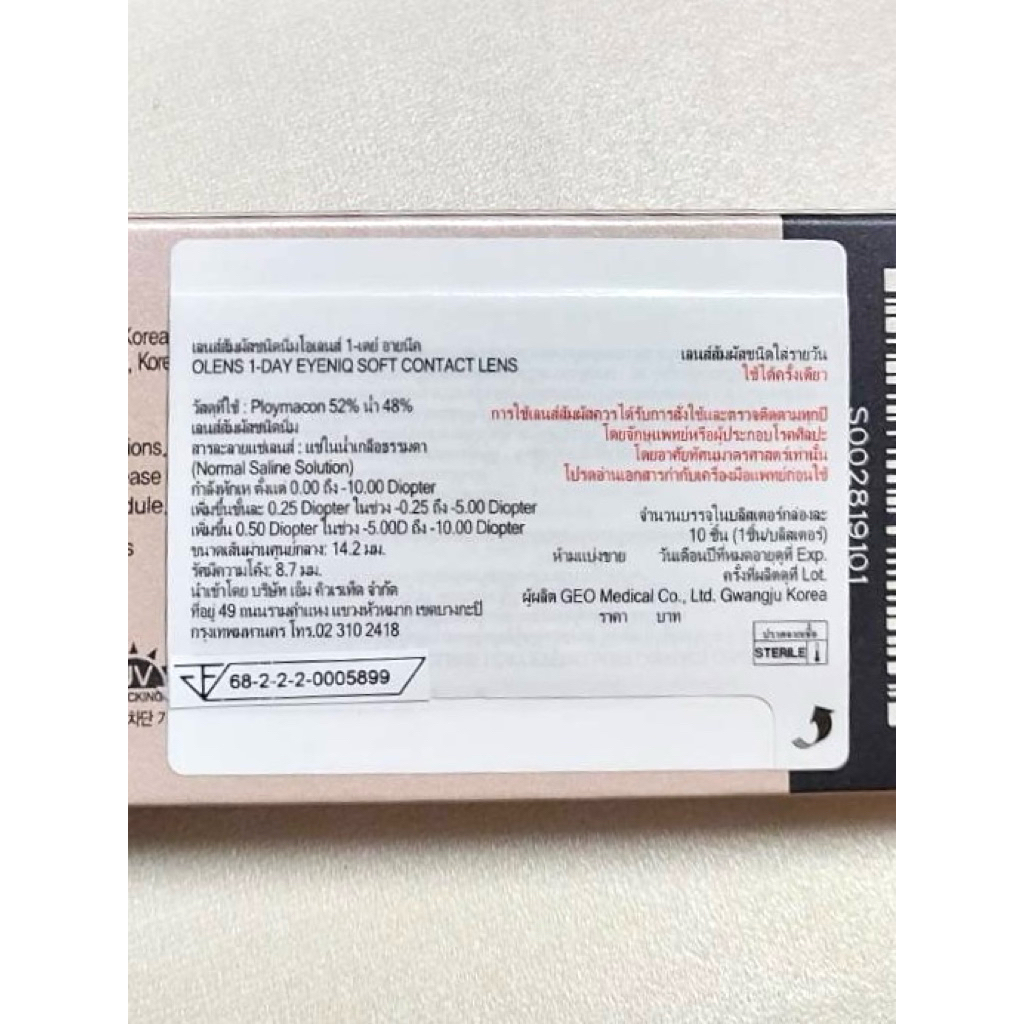 Korea
, Kore
ions,
ase
dule.
s
UV
CKING
차단 기
เลนส์สัมผัสชนิดนิ่มโอเลนส์ 1-เดย์ อายนิค
OLENS 1-DAY EYENIQ SOFT CONTACT LENS
วัสดุที่ใช้ : Ploymacon 52% น้ำ 48%
เลนส์สัมผัสชนิดนิ่ม
สารละลายแช่เลนส์ : แช่ในน้ำเกลือธรรมดา
(Normal Saline Solution)
กำลังหักเห ตั้งแต่ 0.00 ถึง -10.00 Diopter
เพิ่มขึ้นขั้นละ 0.25 Diopter ในช่วง -0.25 ถึง -5.00 Diopter
เพิ่มขึ้น 0.50 Diopter ในช่วง -5.00D ถึง -10.00 Diopter
ขนาดเส้นผ่านศูนย์กลาง: 14.2 มม.
รัศมีความโค้ง: 8.7 มม.
นำเข้าโดย บริษัท เอ็ม คิวเรเท็ด จำกัด
ที่อยู่ 49 ถนนรามคำแหง แขวงหัวหมาก เขตบางกะปิ
กรุงเทพมหานคร โทร.02 310 2418
68-2-2-2-0005899
เลนส์สัมผัสชนิดใส่รายวัน
ใช้ได้ครั้งเดียว
การใช้เลนส์สัมผัสควรได้รับการสั่งใช้และตรวจติดตามทุกปี
โดยจักษุแพทย์หรือผู้ประกอบโรคศิลปะ
โดยอาศัยทัศนมาตรศาสตร์เท่านั้น
โปรดอ่านเอกสารกำกับเครื่องมือแพทย์ก่อนใช้
จำนวนบรรจุในบลิสเตอร์กล่องละ
10 ชิ้น (1ชิ้น/บลิสเตอร์)
ห้ามแบ่งขาย วันเดือนปีที่หมดอายุดูที่ Exp.
ครั้งที่ผลิตดูที่ Lot.
ผู้ผลิต GEO Medical Co., Ltd. Gwangju Korea
ราคา บาท
ปราศจากเชื้อ
STERILE
S002819101